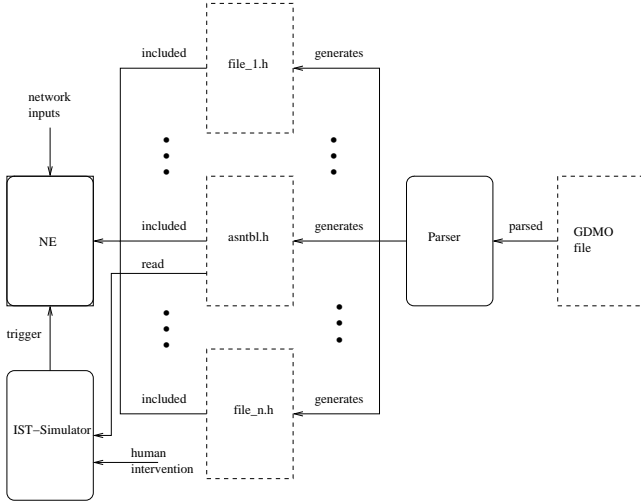 included
file_1.h
generates
network
inputs
NE
included
asntbl.h
generates
Parser
parsed
GDMO
file
read
trigger
IST-Simulator
included
file_n.h
generates
human
intervention